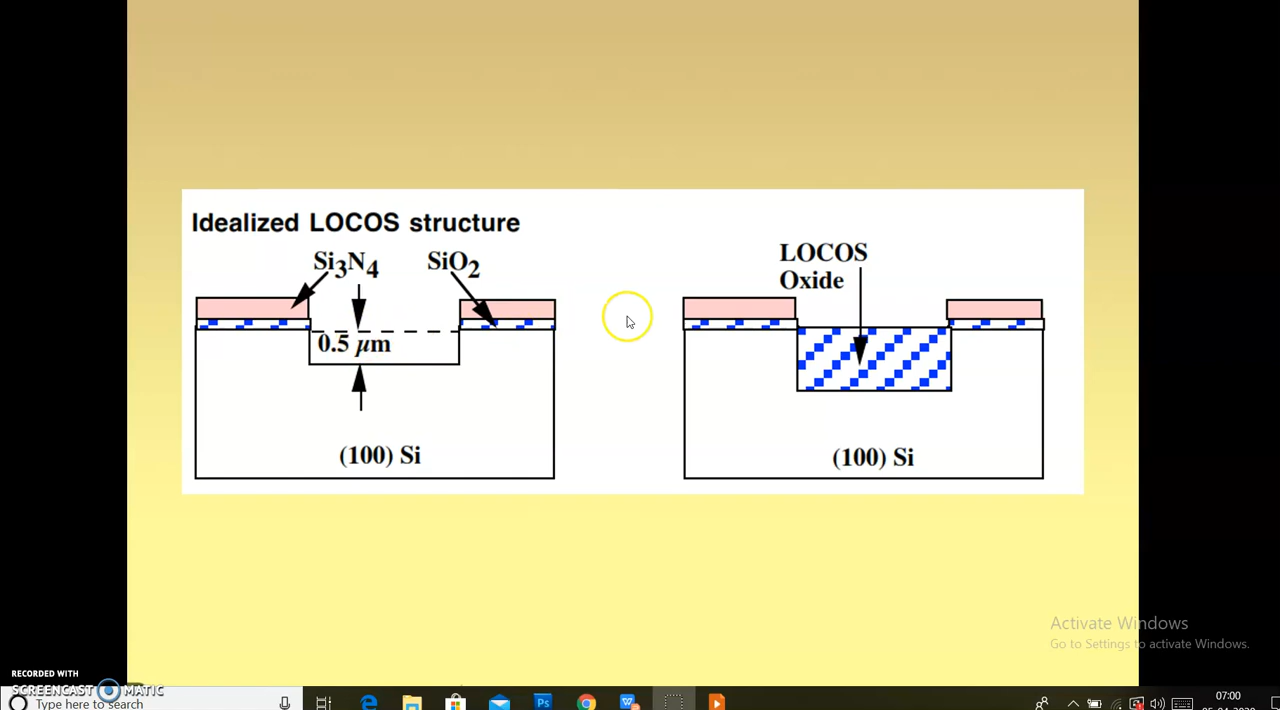 Idealized LOCOS structure
Si3N4
SiO2
0.5 µm
(100) Si
LOCOS
Oxide
(100) Si
Activate Windows
Go to Settings to activate Windows.
RECORDED WITH
SCREENCAST MATIC
Type here to search
Ps
W
07:00